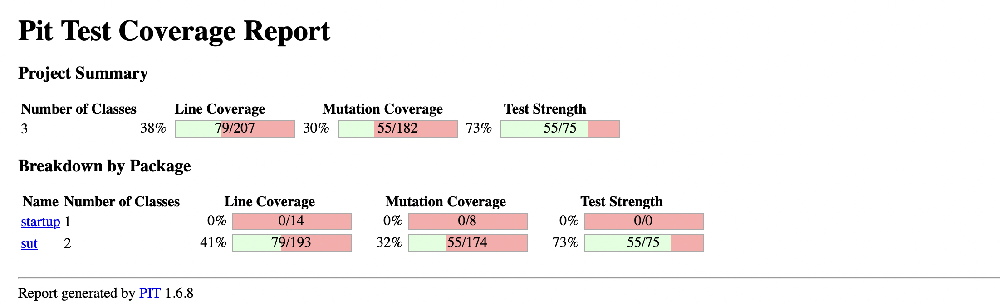 Pit Test Coverage Report
Project Summary
Number of Classes Line Coverage Mutation Coverage Test Strength
3 38% 79/207 30% 55/182 73% 55/75
Breakdown by Package
Name Number of Classes Line Coverage Mutation Coverage Test Strength
startup 1 0% 0/14 0% 0/8 0% 0/0
sut 2 41% 79/193 32% 55/174 73% 55/75
Report generated by PIT 1.6.8